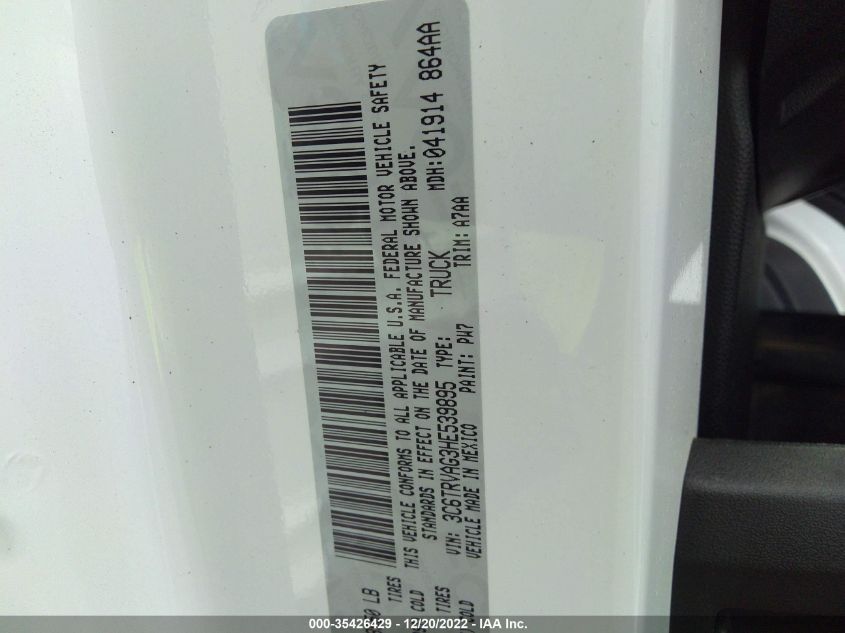 THIS VEHICLE CONFORMS TO ALL APPLICABLE U.S.A. FEDERAL MOTOR VEHICLE SAFETY
STANDARDS IN EFFECT ON THE DATE OF MANUFACTURE SHOWN ABOVE.
VIN: 3C6TRVAG3HE539895 TYPE: TRUCK MDH:041914 864AA
VEHICLE MADE IN MEXICO PAINT: PW7 TRIM: A7AA
LB
TIRES
COLD
TIRES
COLD
000-35426429 - 12/20/2022 - IAA Inc.